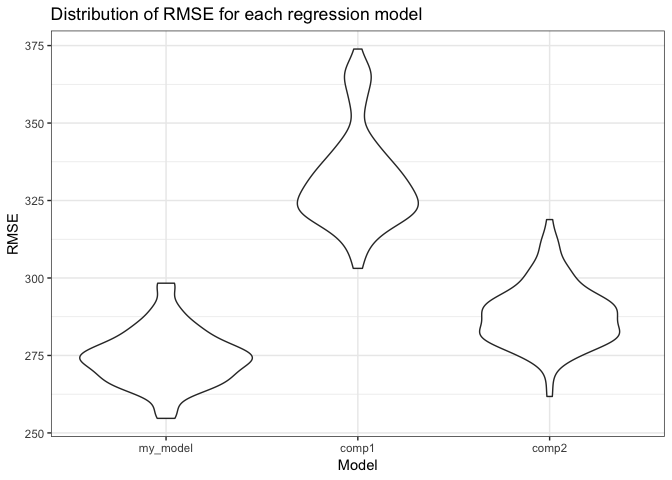 Distribution of RMSE for each regression model
375
350
325
300
275
250
RMSE
my_model comp1 comp2
Model